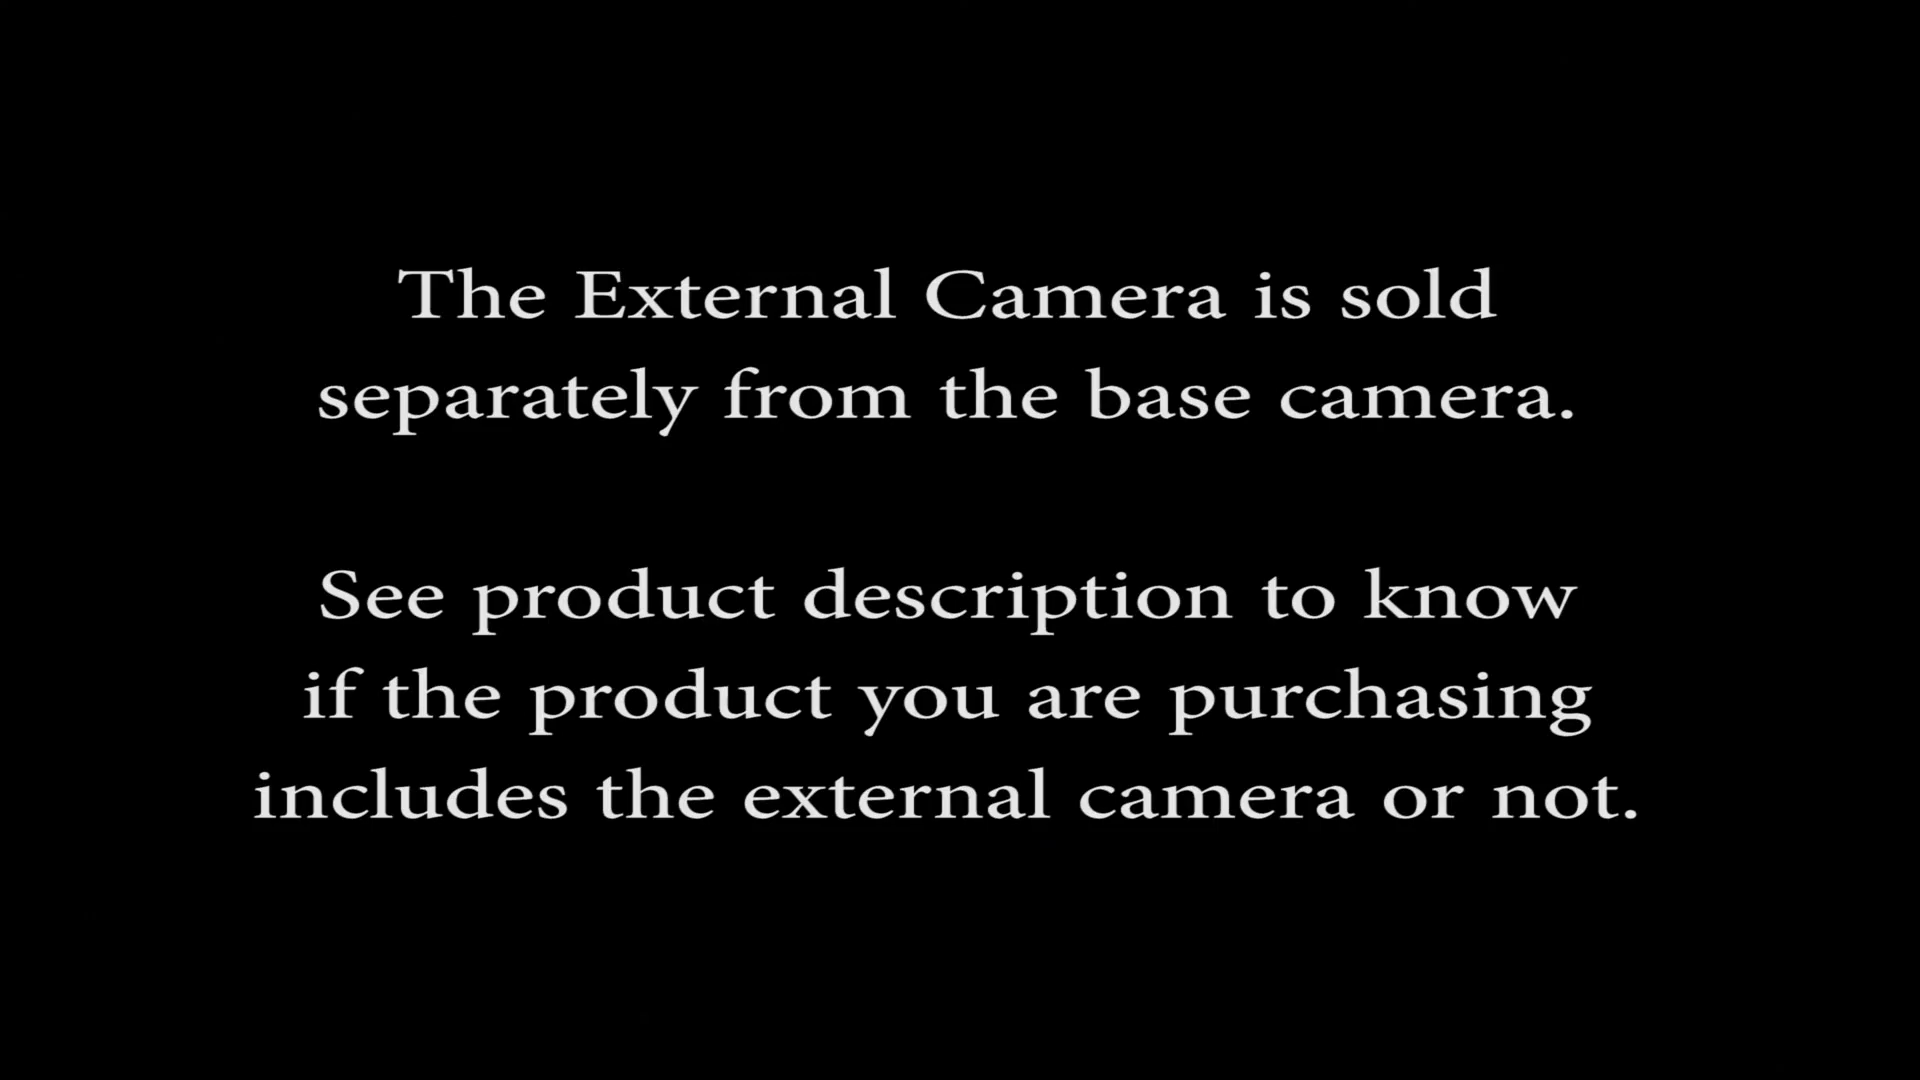 The External Camera is sold
separately from the base camera.
See product description to know
if the product you are purchasing
includes the external camera or not.